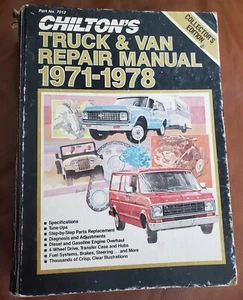 Part No. 7012
COLLECTOR'S
EDITION
CHILTON'S
TRUCK & VAN
REPAIR MANUAL
1971-1978
• Specifications
• Tune-Ups
• Step-by-Step Parts Replacement
• Diagnosis and Adjustments
• Diesel and Gasoline Engine Overhaul
• 4-Wheel Drive, Transfer Case and Hubs
• Fuel Systems, Brakes, Steering... and More
• Thousands of Crisp, Clear Illustrations